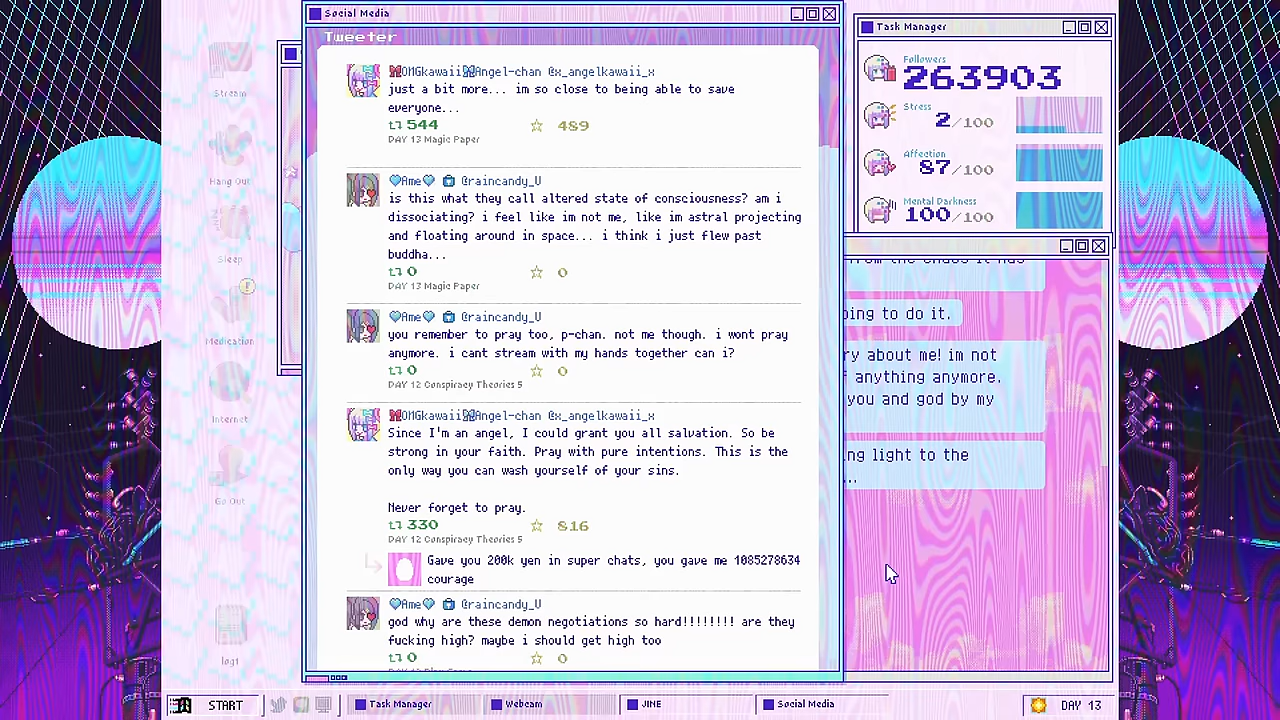 Social Media
Tweeter
OMGkawaiiAngel-chan @x_angelkawaii_x
just a bit more... im so close to being able to save
everyone...
544 489
DAY 13 Magic Paper
Ame @raincandy_U
is this what they call altered state of consciousness? am i
dissociating? i feel like im not me, like im astral projecting
and floating around in space... i think i just flew past
buddha...
0 0
DAY 13 Magic Paper
Ame @raincandy_U
you remember to pray too, p-chan. not me though. i wont pray
anymore. i cant stream with my hands together can i?
0 0
DAY 12 Conspiracy Theories 5
OMGkawaiiAngel-chan @x_angelkawaii_x
Since I'm an angel, I could grant you all salvation. So be
strong in your faith. Pray with pure intentions. This is the
only way you can wash yourself of your sins.
Never forget to pray.
330 816
DAY 12 Conspiracy Theories 5
Gave you 200k yen in super chats, you gave me 1085278634
courage
Ame @raincandy_U
god why are these demon negotiations so hard!!!!!!!! are they
fucking high? maybe i should get high too
0 0
Task Manager
Followers
263903
Stress
2/100
Affection
87/100
Mental Darkness
100/100
from the chaos it has
oing to do it.
ry about me! im not
f anything anymore.
you and god by my
ng light to the
..
Stream
Hang Out
Sleep
Medication
Internet
Go Out
log1
START
Task Manager
Webcam
JINE
Social Media
DAY 13